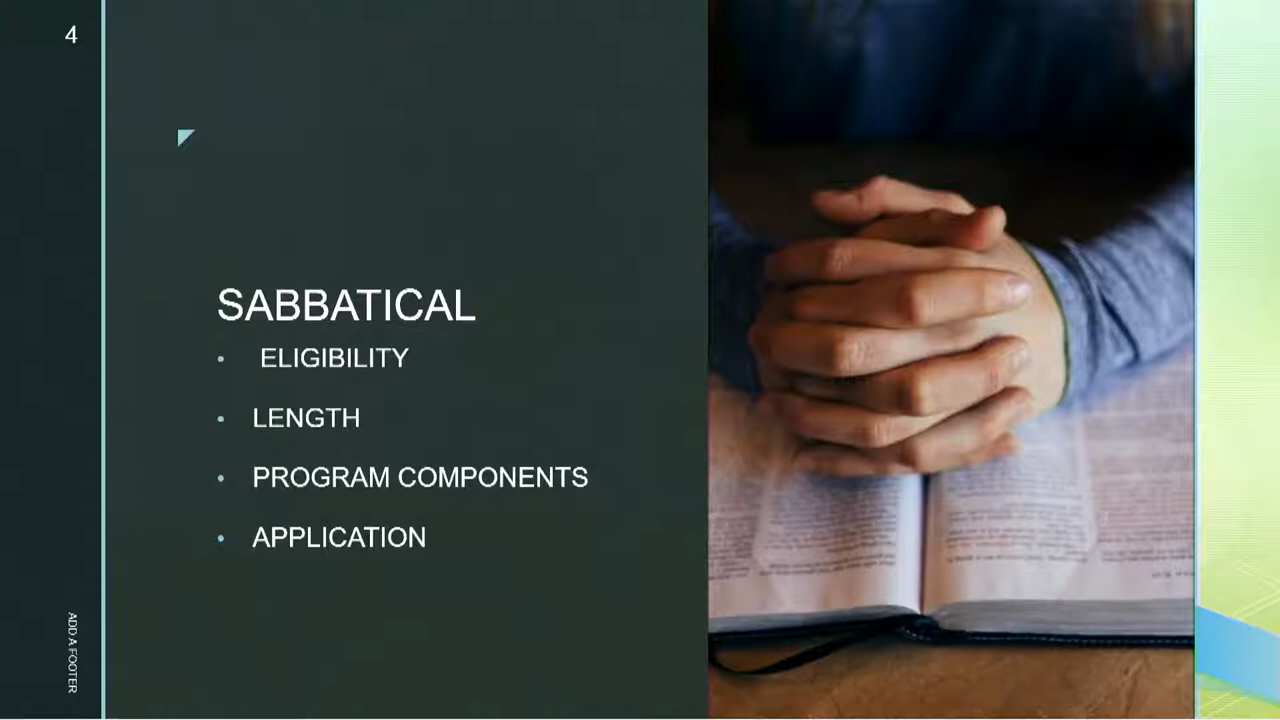 4
SABBATICAL
• ELIGIBILITY
• LENGTH
• PROGRAM COMPONENTS
• APPLICATION
ADD A FOOTER